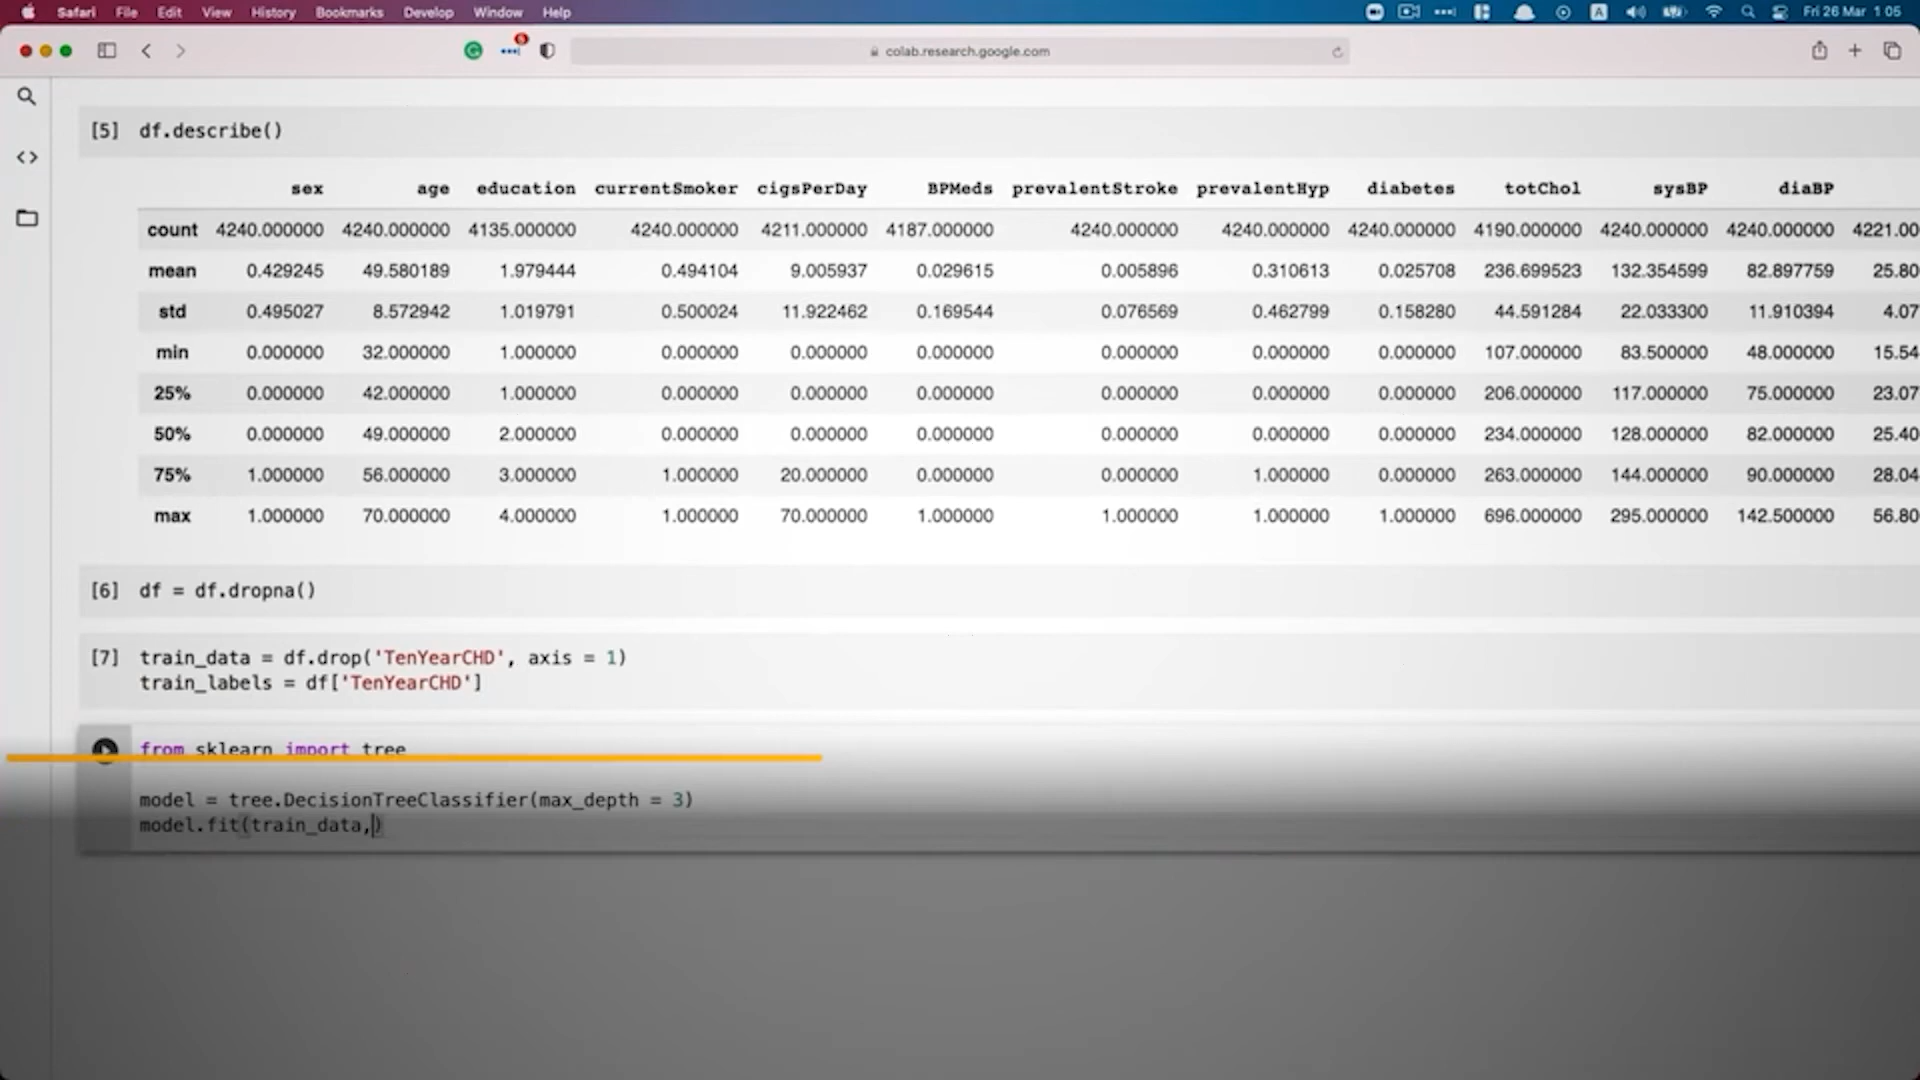 Safari File Edit View History Bookmarks Develop Window Help A Fri 26 Mar 1 05
colab.research.google.com
[5] df.describe()
sex age education currentSmoker cigsPerDay BPMeds prevalentStroke prevalentHyp diabetes totChol sysBP diaBP
count 4240.000000 4240.000000 4135.000000 4240.000000 4211.000000 4187.000000 4240.000000 4240.000000 4240.000000 4190.000000 4240.000000 4240.000000 4221.00
mean 0.429245 49.580189 1.979444 0.494104 9.005937 0.029615 0.005896 0.310613 0.025708 236.699523 132.354599 82.897759 25.80
std 0.495027 8.572942 1.019791 0.500024 11.922462 0.169544 0.076569 0.462799 0.158280 44.591284 22.033300 11.910394 4.07
min 0.000000 32.000000 1.000000 0.000000 0.000000 0.000000 0.000000 0.000000 0.000000 107.000000 83.500000 48.000000 15.54
25% 0.000000 42.000000 1.000000 0.000000 0.000000 0.000000 0.000000 0.000000 0.000000 206.000000 117.000000 75.000000 23.07
50% 0.000000 49.000000 2.000000 0.000000 0.000000 0.000000 0.000000 0.000000 0.000000 234.000000 128.000000 82.000000 25.40
75% 1.000000 56.000000 3.000000 1.000000 20.000000 0.000000 0.000000 1.000000 0.000000 263.000000 144.000000 90.000000 28.04
max 1.000000 70.000000 4.000000 1.000000 70.000000 1.000000 1.000000 1.000000 1.000000 696.000000 295.000000 142.500000 56.80
[6] df = df.dropna()
[7] train_data = df.drop('TenYearCHD', axis = 1)
train_labels = df['TenYearCHD']
from sklearn import tree
model = tree.DecisionTreeClassifier(max_depth = 3)
model.fit(train_data,)